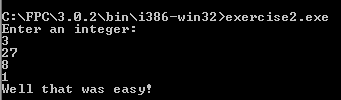 C:\FPC\3.0.2\bin\i386-win32>exercise2.exe
Enter an integer:
3
27
8
1
Well that was easy!